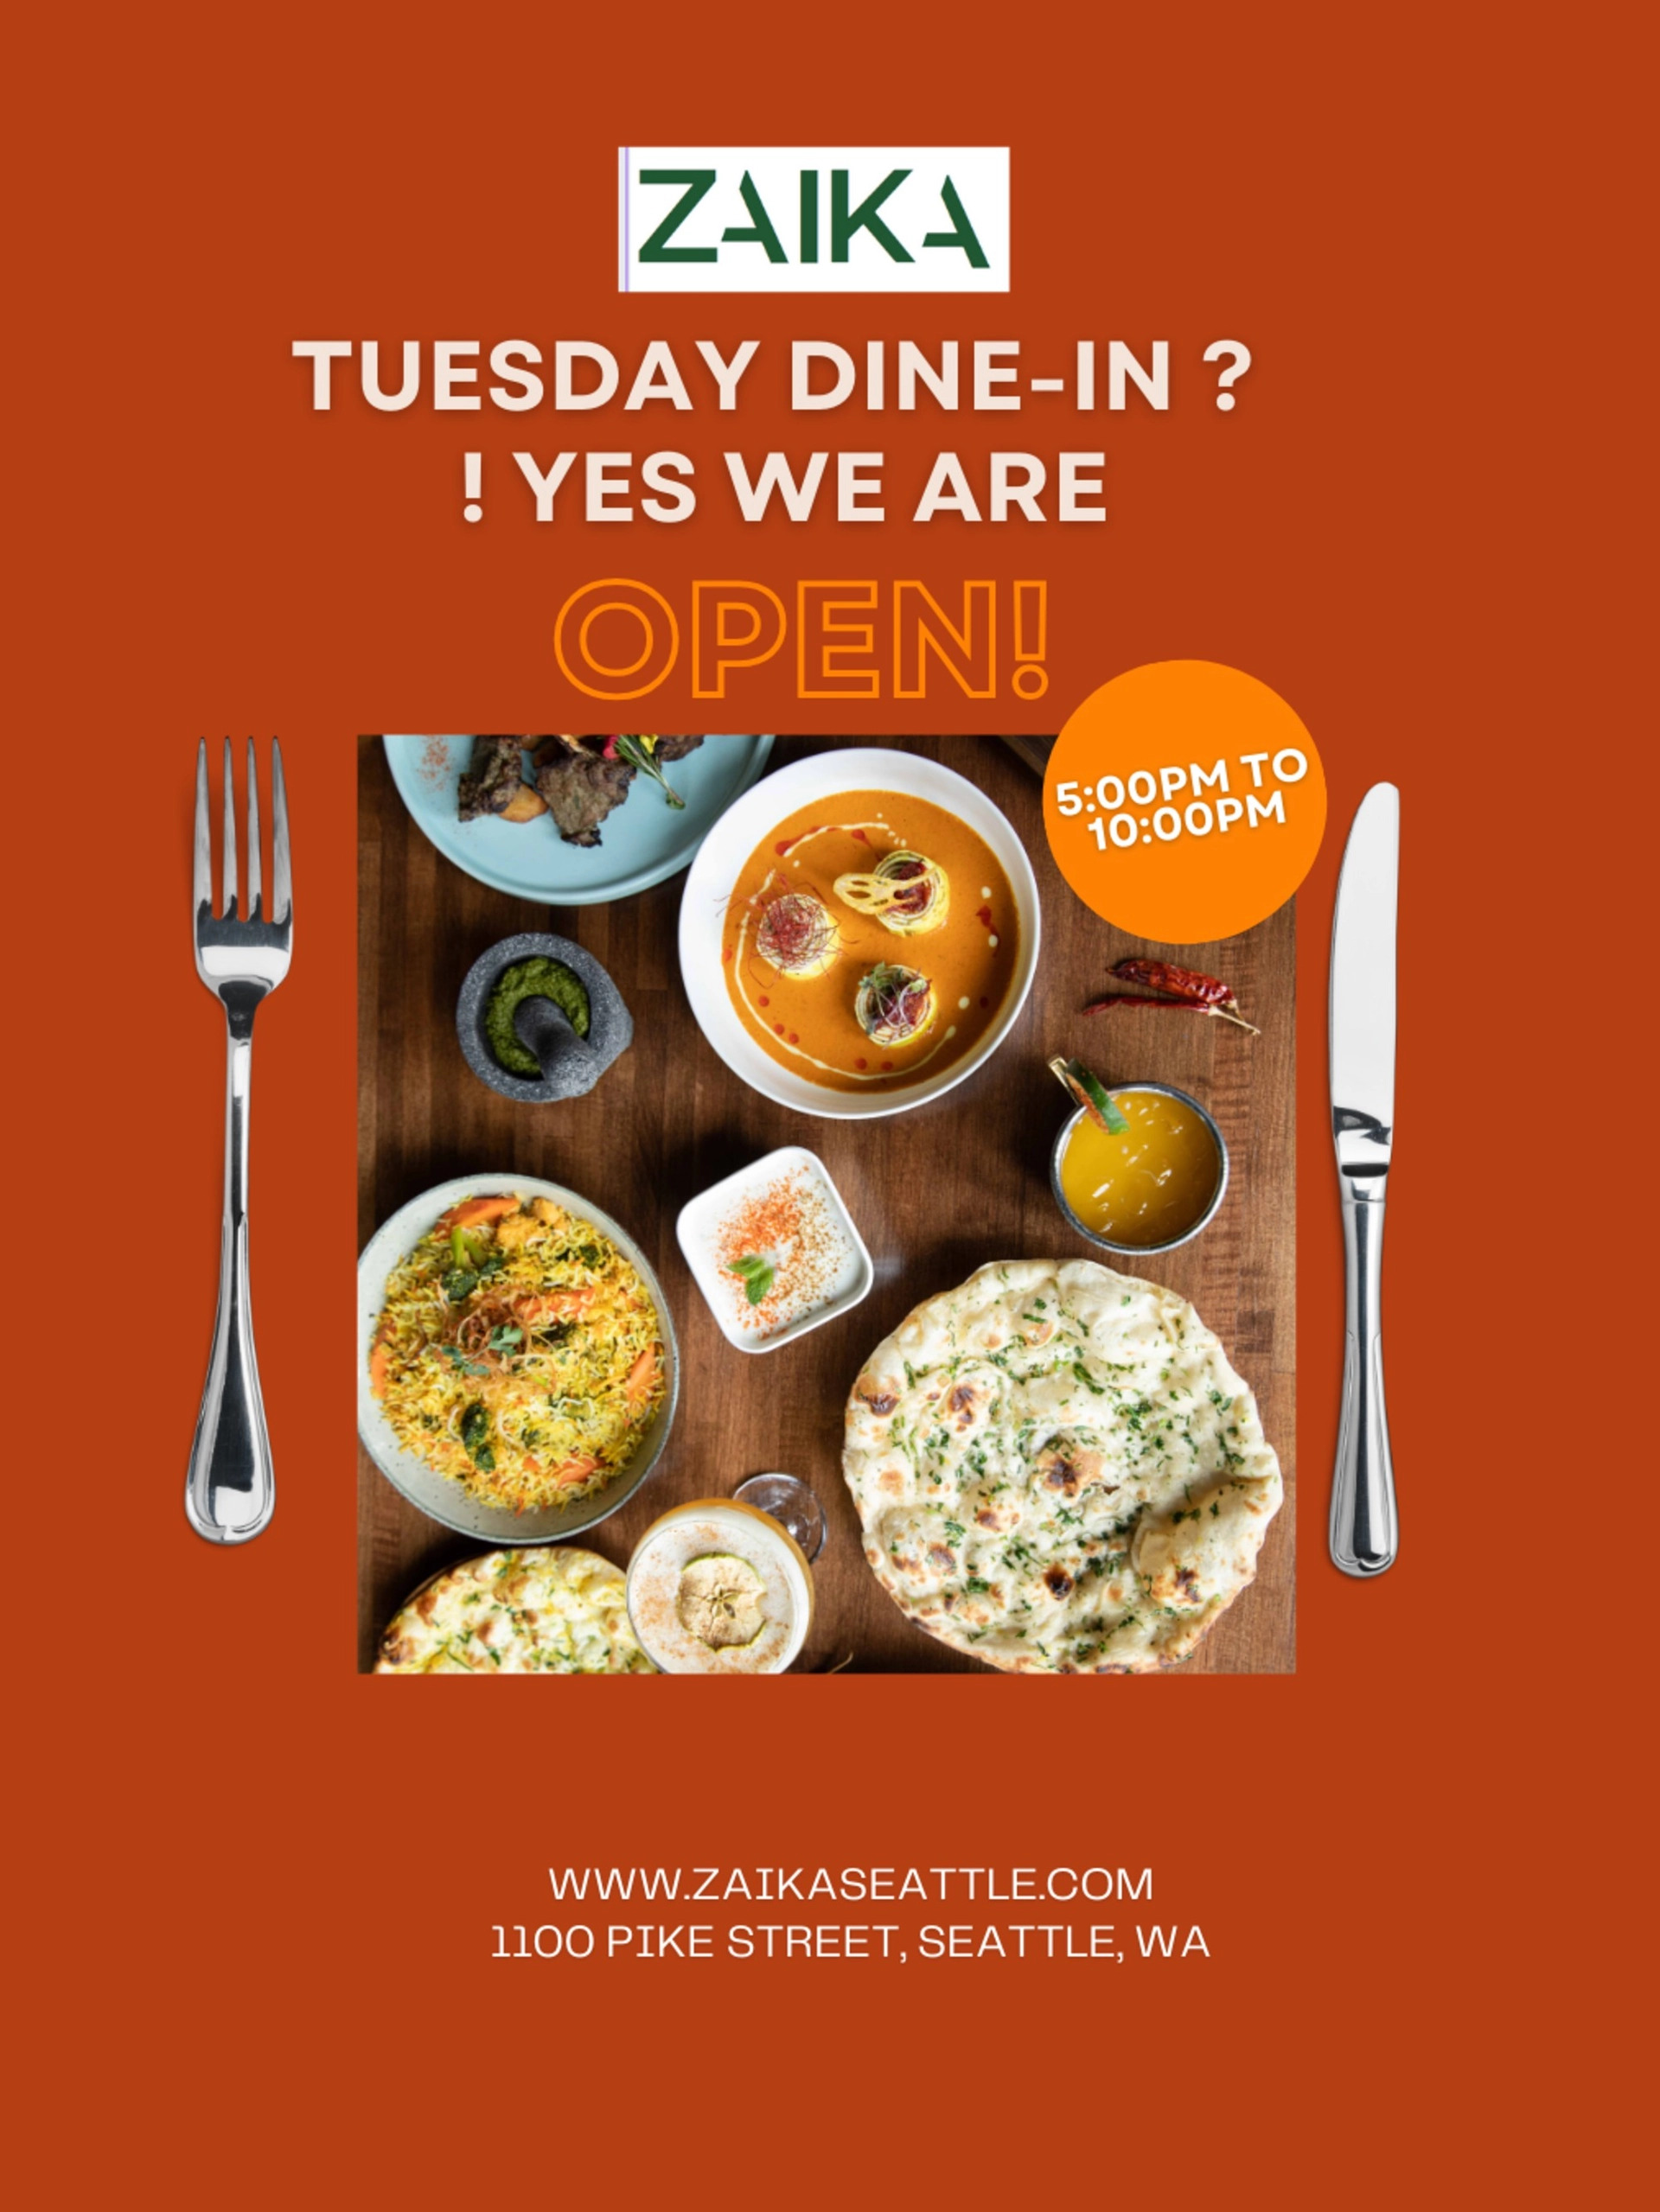 ZAIKA
TUESDAY DINE-IN ?
! YES WE ARE
OPEN!
5:00PM TO
10:00PM
WWW.ZAIKASEATTLE.COM
1100 PIKE STREET, SEATTLE, WA